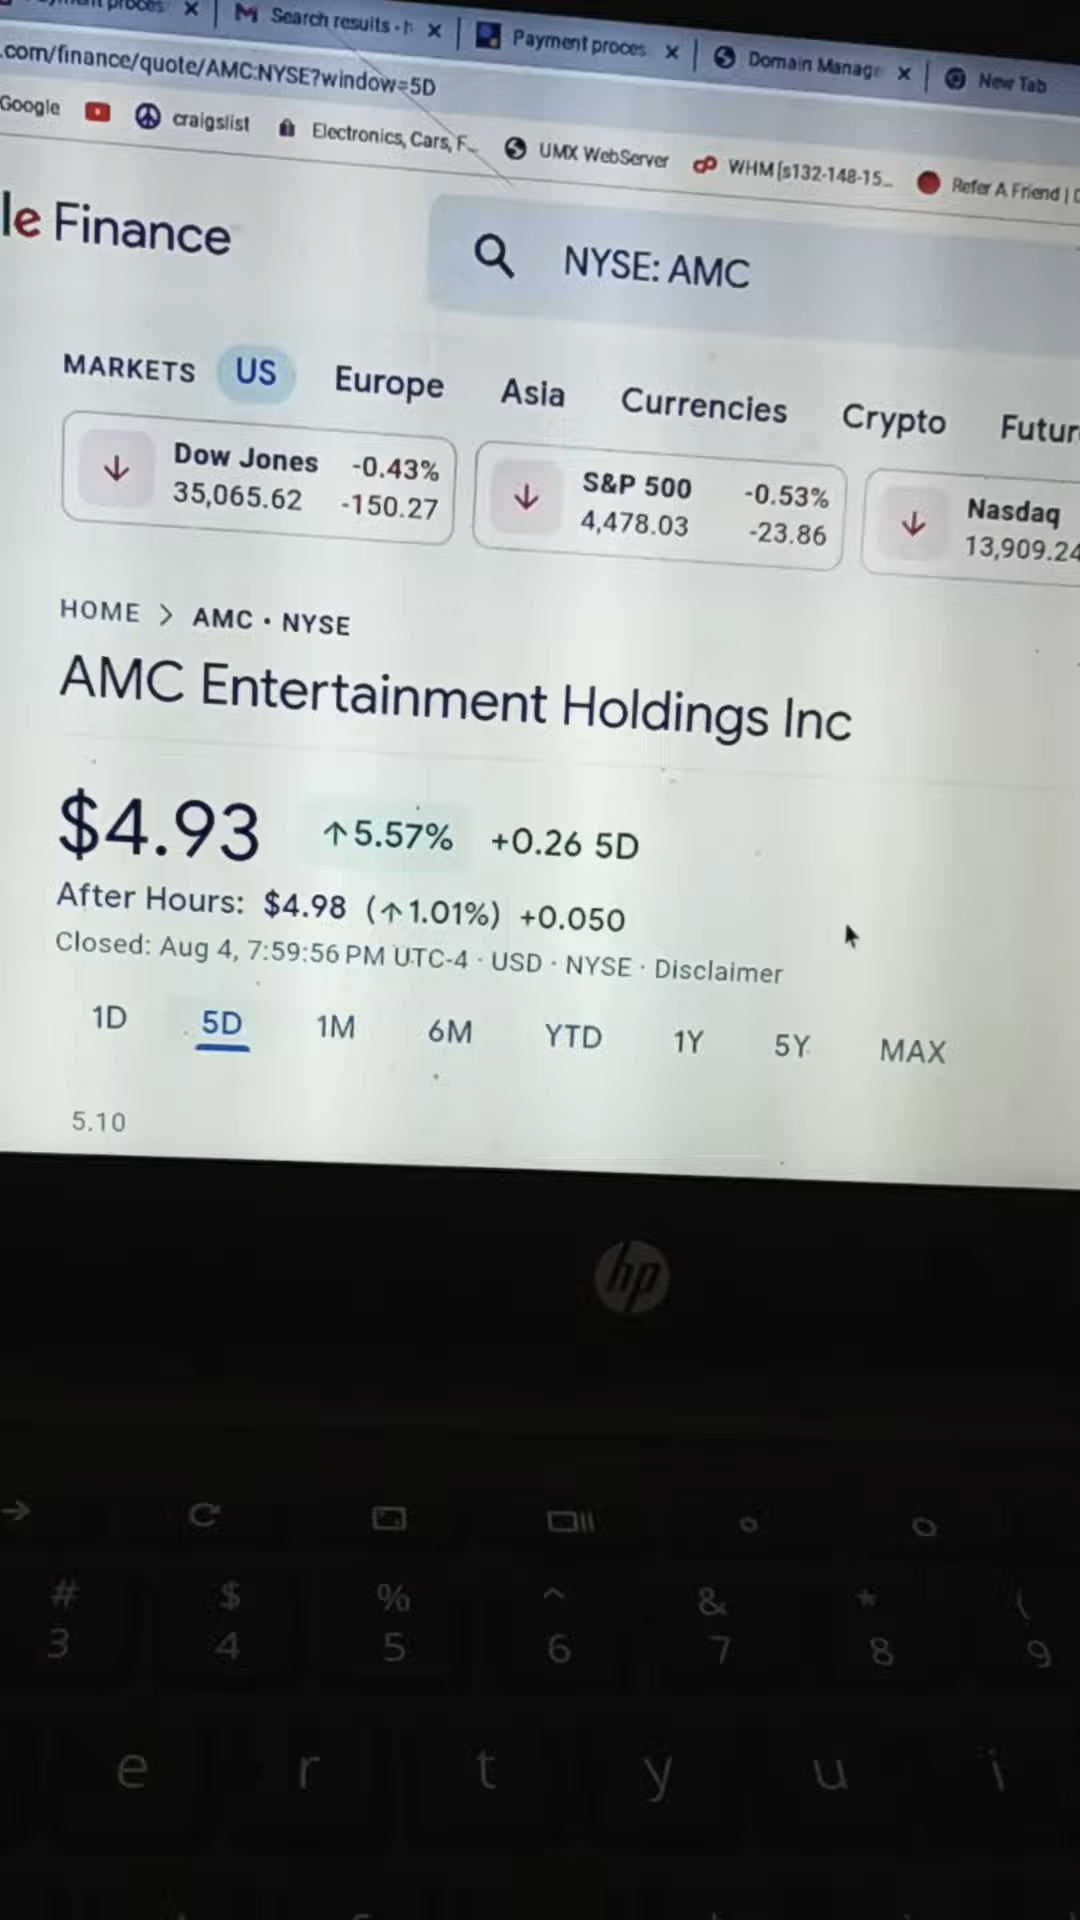 Search results - h
Payment proces
Domain Manage
New Tab
.com/finance/quote/AMC:NYSE?window=5D
Google
craigslist
Electronics, Cars, F...
UMX WebServer
WHM [s132-148-15...
Refer A Friend | D
le Finance
NYSE: AMC
MARKETS
US
Europe
Asia
Currencies
Crypto
Futur
Dow Jones -0.43%
35,065.62 -150.27
S&P 500 -0.53%
4,478.03 -23.86
Nasdaq
13,909.24
HOME > AMC • NYSE
AMC Entertainment Holdings Inc
$4.93 ↑5.57% +0.26 5D
After Hours: $4.98 (↑1.01%) +0.050
Closed: Aug 4, 7:59:56 PM UTC-4 · USD · NYSE · Disclaimer
1D 5D 1M 6M YTD 1Y 5Y MAX
5.10
hp
# $ % ^ & * (
3 4 5 6 7 8 9
e r t y u i